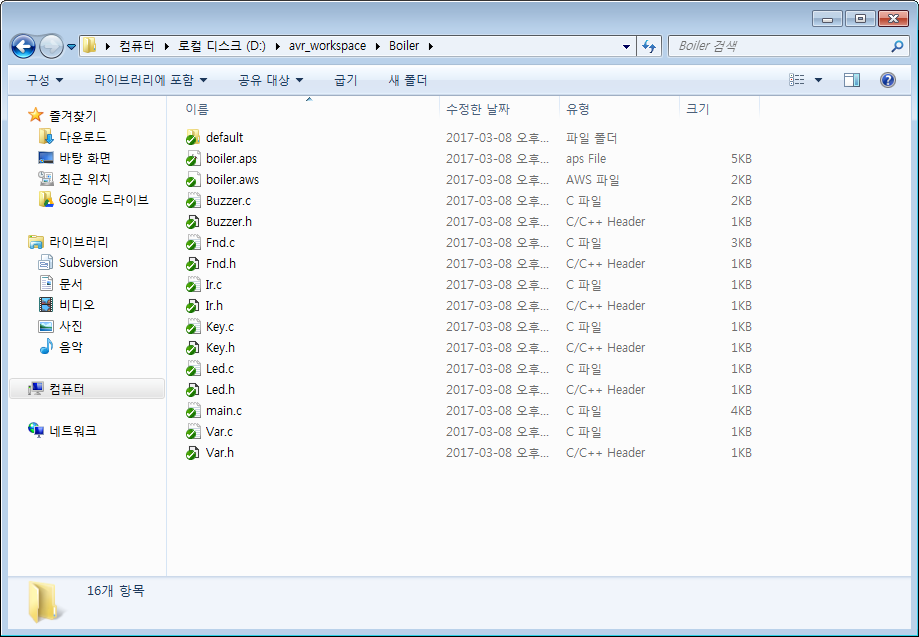 컴퓨터 로컬 디스크 (D:) avr_workspace Boiler Boiler 검색
구성 라이브러리에 포함 공유 대상 굽기 새 폴더
즐겨찾기
다운로드
바탕 화면
최근 위치
Google 드라이브
라이브러리
Subversion
문서
비디오
사진
음악
컴퓨터
네트워크
이름 수정한 날짜 유형 크기
default 2017-03-08 오후... 파일 폴더
boiler.aps 2017-03-08 오후... aps File 5KB
boiler.aws 2017-03-08 오후... AWS 파일 2KB
Buzzer.c 2017-03-08 오후... C 파일 2KB
Buzzer.h 2017-03-08 오후... C/C++ Header 1KB
Fnd.c 2017-03-08 오후... C 파일 3KB
Fnd.h 2017-03-08 오후... C/C++ Header 1KB
Ir.c 2017-03-08 오후... C 파일 1KB
Ir.h 2017-03-08 오후... C/C++ Header 1KB
Key.c 2017-03-08 오후... C 파일 1KB
Key.h 2017-03-08 오후... C/C++ Header 1KB
Led.c 2017-03-08 오후... C 파일 1KB
Led.h 2017-03-08 오후... C/C++ Header 1KB
main.c 2017-03-08 오후... C 파일 4KB
Var.c 2017-03-08 오후... C 파일 1KB
Var.h 2017-03-08 오후... C/C++ Header 1KB
16개 항목